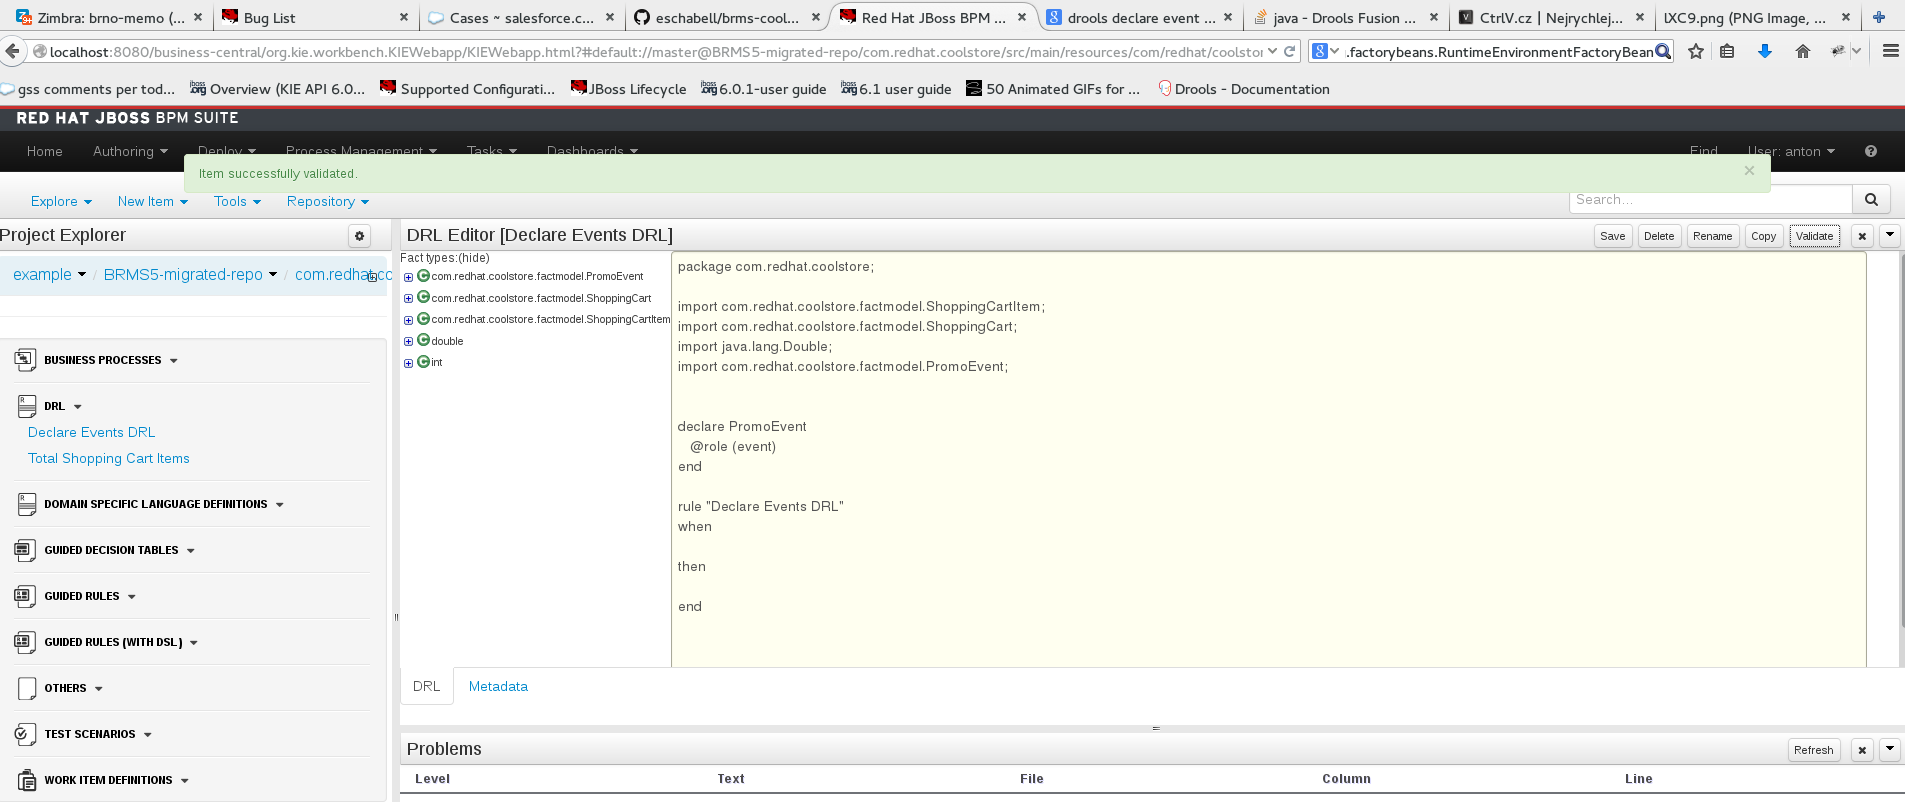 Zimbra: brno-memo (...
Bug List
Cases ~ salesforce.c...
eschabell/brms-cool...
Red Hat JBoss BPM ...
drools declare event ...
java - Drools Fusion ...
CtrlV.cz | Nejrychlej...
lXC9.png (PNG Image, ...
localhost:8080/business-central/org.kie.workbench.KIEWebapp/KIEWebapp.html?#default://master@BRMS5-migrated-repo/com.redhat.coolstore/src/main/resources/com/redhat/coolstor
.factorybeans.RuntimeEnvironmentFactoryBean
gss comments per tod...
Overview (KIE API 6.0...
Supported Configurati...
JBoss Lifecycle
6.0.1-user guide
6.1 user guide
50 Animated GIFs for ...
Drools - Documentation
RED HAT JBOSS BPM SUITE
Home
Authoring
Deploy
Process Management
Tasks
Dashboards
Find
User: anton
Item successfully validated.
Explore
New Item
Tools
Repository
Search...
Project Explorer
example / BRMS5-migrated-repo / com.redhat.co
BUSINESS PROCESSES
DRL
Declare Events DRL
Total Shopping Cart Items
DOMAIN SPECIFIC LANGUAGE DEFINITIONS
GUIDED DECISION TABLES
GUIDED RULES
GUIDED RULES (WITH DSL)
OTHERS
TEST SCENARIOS
WORK ITEM DEFINITIONS
DRL Editor [Declare Events DRL]
Save
Delete
Rename
Copy
Validate
Fact types:(hide)
com.redhat.coolstore.factmodel.PromoEvent
com.redhat.coolstore.factmodel.ShoppingCart
com.redhat.coolstore.factmodel.ShoppingCartItem
double
int
package com.redhat.coolstore;
import com.redhat.coolstore.factmodel.ShoppingCartItem;
import com.redhat.coolstore.factmodel.ShoppingCart;
import java.lang.Double;
import com.redhat.coolstore.factmodel.PromoEvent;
declare PromoEvent
@role (event)
end
rule "Declare Events DRL"
when
then
end
DRL
Metadata
Problems
Refresh
Level
Text
File
Column
Line